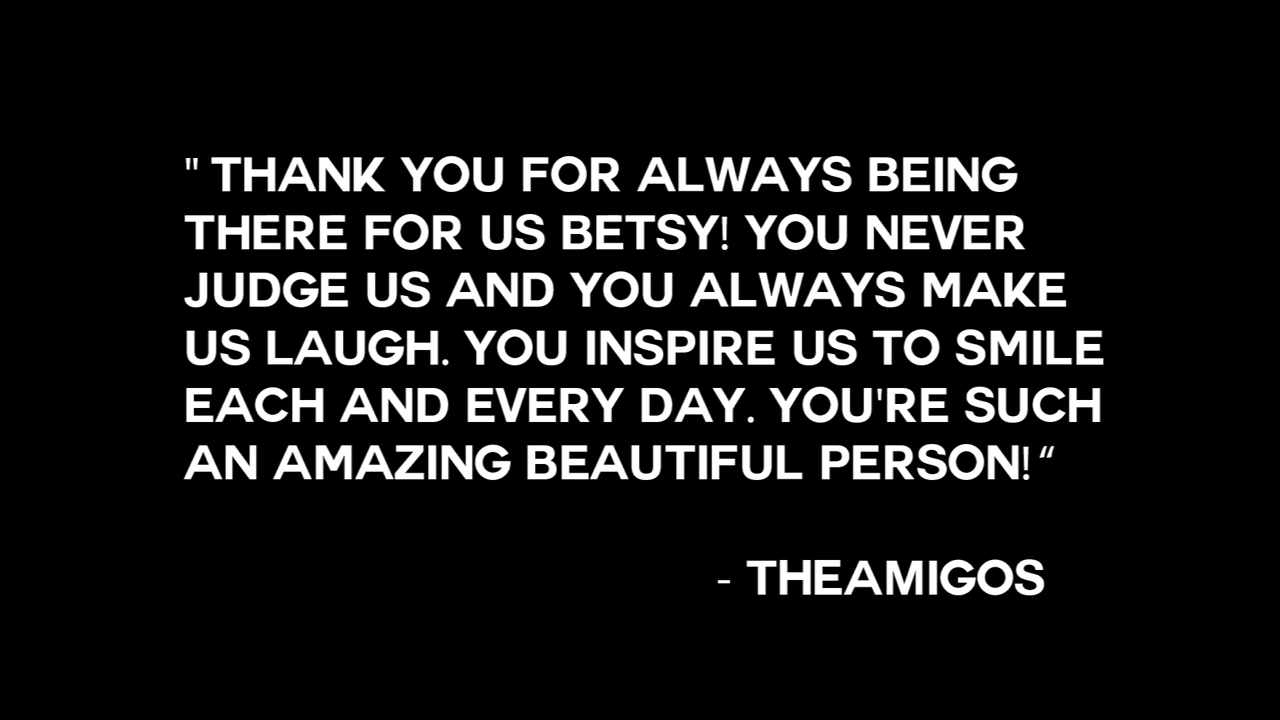 " THANK YOU FOR ALWAYS BEING
THERE FOR US BETSY! YOU NEVER
JUDGE US AND YOU ALWAYS MAKE
US LAUGH. YOU INSPIRE US TO SMILE
EACH AND EVERY DAY. YOU'RE SUCH
AN AMAZING BEAUTIFUL PERSON! “
- THEAMIGOS